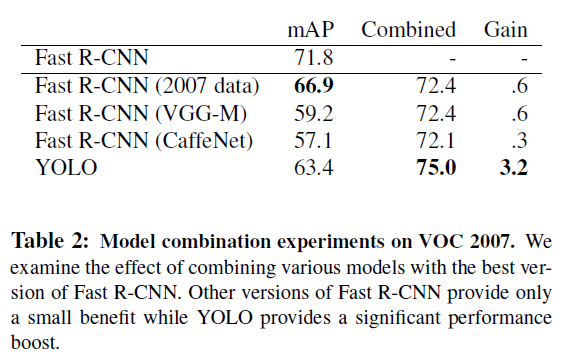 mAP Combined Gain
Fast R-CNN 71.8 - -
Fast R-CNN (2007 data) 66.9 72.4 .6
Fast R-CNN (VGG-M) 59.2 72.4 .6
Fast R-CNN (CaffeNet) 57.1 72.1 .3
YOLO 63.4 75.0 3.2
Table 2: Model combination experiments on VOC 2007. We
examine the effect of combining various models with the best ver-
sion of Fast R-CNN. Other versions of Fast R-CNN provide only
a small benefit while YOLO provides a significant performance
boost.